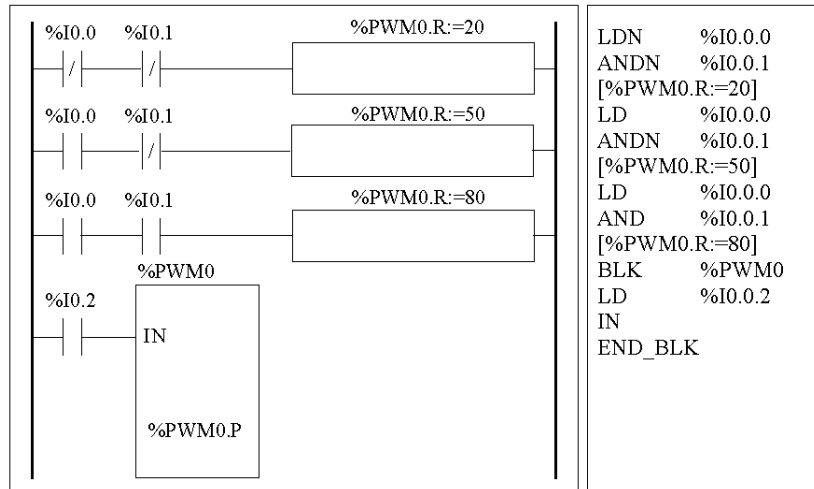 %I0.0 %I0.1 %PWM0.R:=20
/ /
%I0.0 %I0.1 %PWM0.R:=50
/
%I0.0 %I0.1 %PWM0.R:=80
%PWM0
%I0.2
IN
%PWM0.P
LDN %I0.0.0
ANDN %I0.0.1
[%PWM0.R:=20]
LD %I0.0.0
ANDN %I0.0.1
[%PWM0.R:=50]
LD %I0.0.0
AND %I0.0.1
[%PWM0.R:=80]
BLK %PWM0
LD %I0.0.2
IN
END_BLK